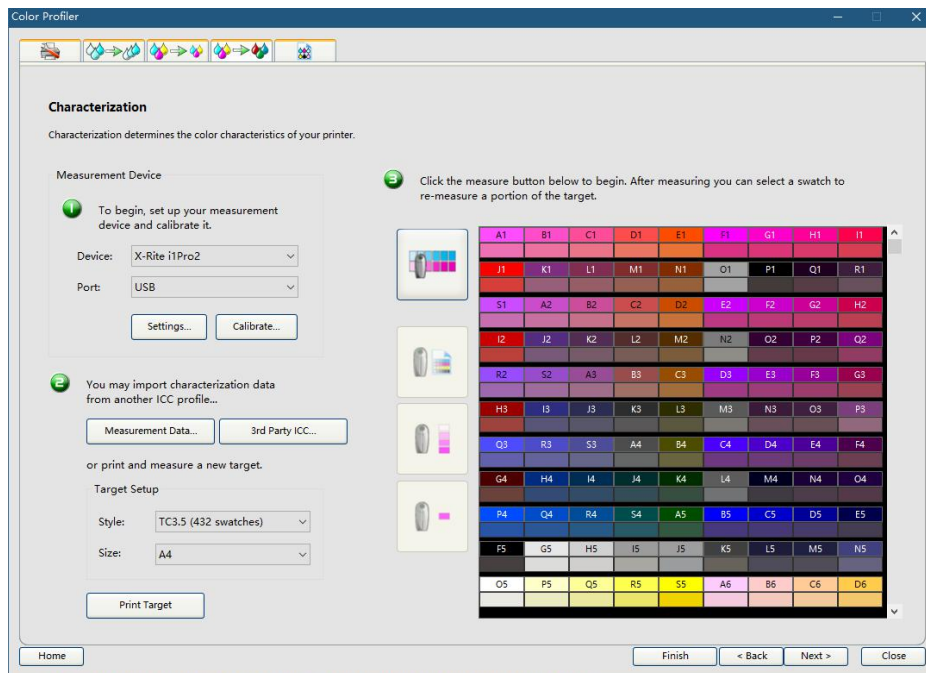 Color Profiler
Characterization
Characterization determines the color characteristics of your printer.
Measurement Device
1
To begin, set up your measurement
device and calibrate it.
Device:
X-Rite i1Pro2
Port:
USB
Settings...
Calibrate...
2
You may import characterization data
from another ICC profile...
Measurement Data...
3rd Party ICC...
or print and measure a new target.
Target Setup
Style:
TC3.5 (432 swatches)
Size:
A4
Print Target
3
Click the measure button below to begin. After measuring you can select a swatch to
re-measure a portion of the target.
A1 B1 C1 D1 E1 F1 G1 H1 I1
J1 K1 L1 M1 N1 O1 P1 Q1 R1
S1 A2 B2 C2 D2 E2 F2 G2 H2
I2 J2 K2 L2 M2 N2 O2 P2 Q2
R2 S2 A3 B3 C3 D3 E3 F3 G3
H3 I3 J3 K3 L3 M3 N3 O3 P3
Q3 R3 S3 A4 B4 C4 D4 E4 F4
G4 H4 I4 J4 K4 L4 M4 N4 O4
P4 Q4 R4 S4 A5 B5 C5 D5 E5
F5 G5 H5 I5 J5 K5 L5 M5 N5
O5 P5 Q5 R5 S5 A6 B6 C6 D6
Home
Finish
< Back
Next >
Close